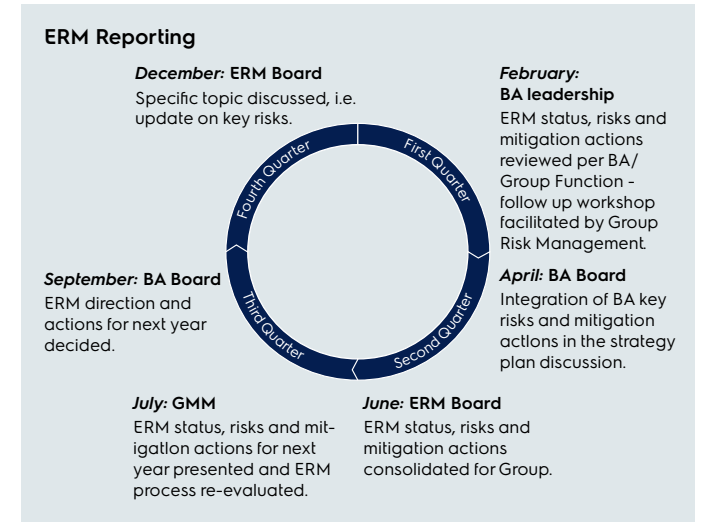 ERM Reporting
December: ERM Board
Specific topic discussed, i.e.
update on key risks.
February:
BA leadership
ERM status, risks and
mitigation actions
reviewed per BA/
Group Function -
follow up workshop
facilitated by Group
Risk Management.
First Quarter
April: BA Board
Integration of BA key
risks and mitigation
actlons in the strategy
plan discussion.
Second Quarter
June: ERM Board
ERM status, risks and
mitigation actions
consolidated for Group.
July: GMM
ERM status, risks and mit-
igatlon actions for next
year presented and ERM
process re-evaluated.
Third Quarter
September: BA Board
ERM direction and
actions for next year
decided.
Fourth Quarter